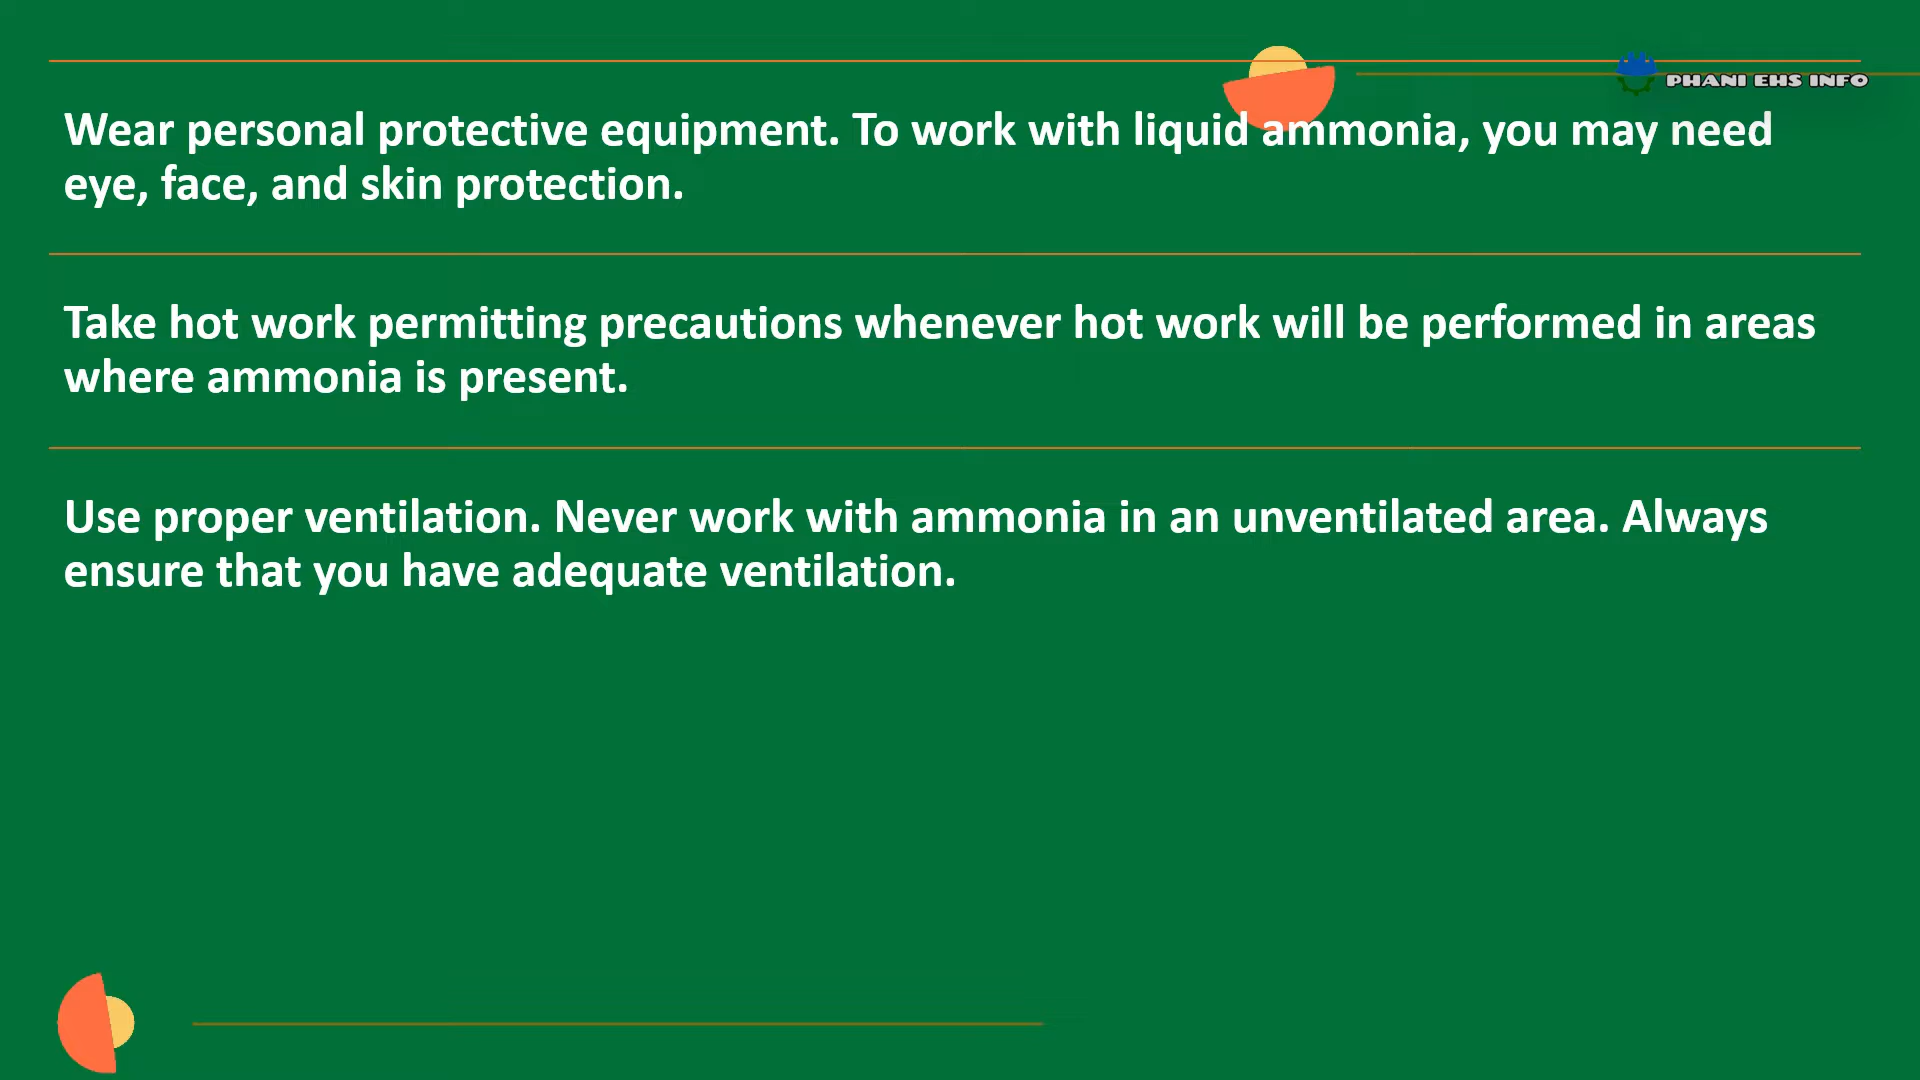 PHANI EHS INFO
Wear personal protective equipment. To work with liquid ammonia, you may need
eye, face, and skin protection.
Take hot work permitting precautions whenever hot work will be performed in areas
where ammonia is present.
Use proper ventilation. Never work with ammonia in an unventilated area. Always
ensure that you have adequate ventilation.